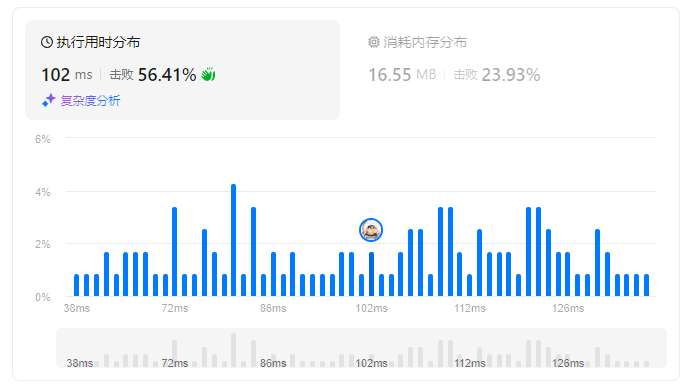 执行用时分布
102 ms 击败 56.41%
复杂度分析
消耗内存分布
16.55 MB 击败 23.93%
6%
4%
2%
0%
38ms 72ms 86ms 102ms 112ms 126ms
38ms 72ms 86ms 102ms 112ms 126ms